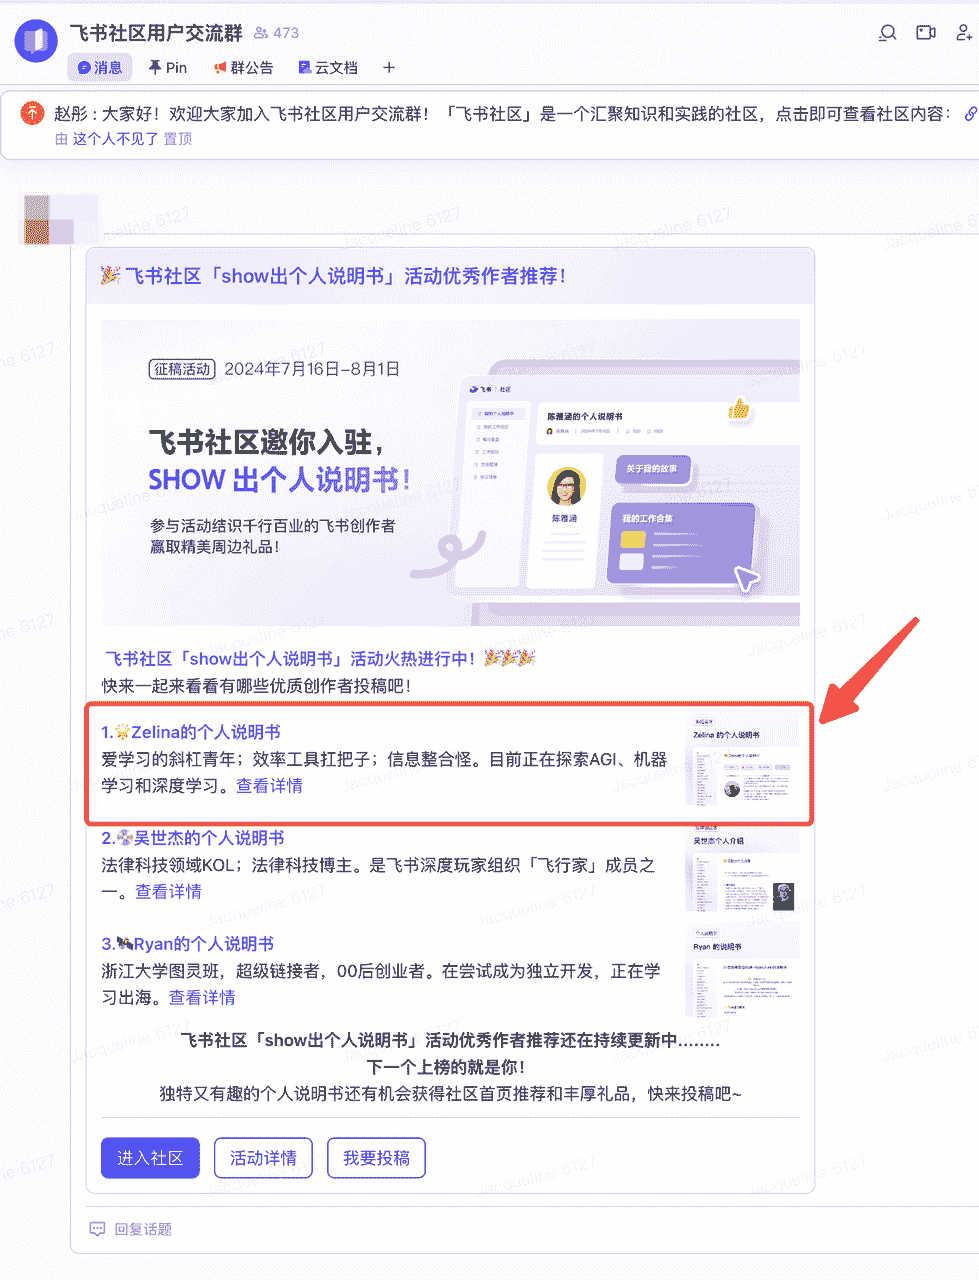 飞书社区用户交流群 473
消息 Pin 群公告 云文档 +
赵彤：大家好！欢迎大家加入飞书社区用户交流群！「飞书社区」是一个汇聚知识和实践的社区，点击即可查看社区内容：
由 这个人不见了 置顶
Jacqueline 6127
🎉飞书社区「show出个人说明书」活动优秀作者推荐！
征稿活动 2024年7月16日-8月1日
飞书社区邀你入驻，
SHOW 出个人说明书！
参与活动结识千行百业的飞书创作者
赢取精美周边礼品！
飞书 社区
陈雅涵的个人说明书
关于我的故事
陈雅涵
我的工作合集
飞书社区「show出个人说明书」活动火热进行中！🎉🎉🎉
快来一起来看看有哪些优质创作者投稿吧！
1.🌟Zelina的个人说明书
爱学习的斜杠青年；效率工具扛把子；信息整合怪。目前正在探索AGI、机器
学习和深度学习。查看详情
Zelina 的个人说明书
2.吴世杰的个人说明书
法律科技领域KOL；法律科技博主。是飞书深度玩家组织「飞行家」成员之
一。查看详情
吴世杰个人介绍
3.Ryan的个人说明书
浙江大学图灵班，超级链接者，00后创业者。在尝试成为独立开发，正在学
习出海。查看详情
个人说明书
Ryan 的说明书
飞书社区「show出个人说明书」活动优秀作者推荐还在持续更新中........
下一个上榜的就是你！
独特又有趣的个人说明书还有机会获得社区首页推荐和丰厚礼品，快来投稿吧~
进入社区 活动详情 我要投稿
回复话题